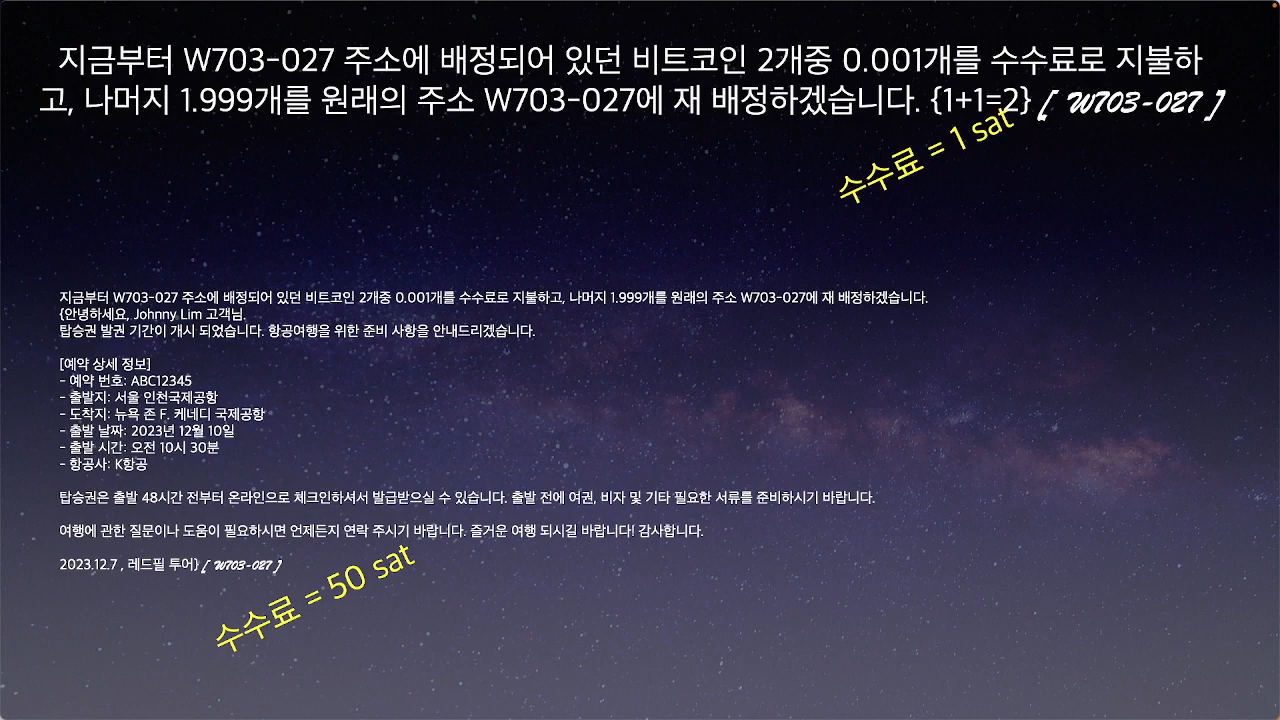 지금부터 W703-027 주소에 배정되어 있던 비트코인 2개중 0.001개를 수수료로 지불하
고, 나머지 1.999개를 원래의 주소 W703-027에 재 배정하겠습니다. {1+1=2} [ W703-027 ]
수수료 = 1 sat
지금부터 W703-027 주소에 배정되어 있던 비트코인 2개중 0.001개를 수수료로 지불하고, 나머지 1.999개를 원래의 주소 W703-027에 재 배정하겠습니다.
{안녕하세요, Johnny Lim 고객님.
탑승권 발권 기간이 개시 되었습니다. 항공여행을 위한 준비 사항을 안내드리겠습니다.
[예약 상세 정보]
- 예약 번호: ABC12345
- 출발지: 서울 인천국제공항
- 도착지: 뉴욕 존 F. 케네디 국제공항
- 출발 날짜: 2023년 12월 10일
- 출발 시간: 오전 10시 30분
- 항공사: K항공
탑승권은 출발 48시간 전부터 온라인으로 체크인하셔서 발급받으실 수 있습니다. 출발 전에 여권, 비자 및 기타 필요한 서류를 준비하시기 바랍니다.
여행에 관한 질문이나 도움이 필요하시면 언제든지 연락 주시기 바랍니다. 즐거운 여행 되시길 바랍니다! 감사합니다.
2023.12.7 , 레드필 투어} [ W703-027 ]
수수료 = 50 sat